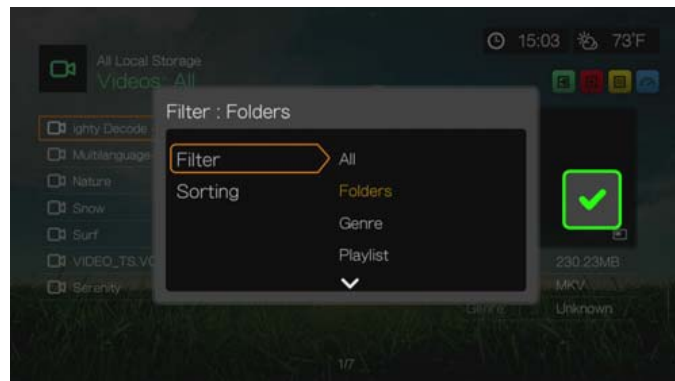 15:03 73°F
All Local Storage
Videos: All
Filter : Folders
ighty Decode
Multilanguage
Nature
Snow
Surf
VIDEO_TS.VO
Serenity
Filter
Sorting
All
Folders
Genre
Playlist
230.23MB
MKV
Genre: Unknown
1/7